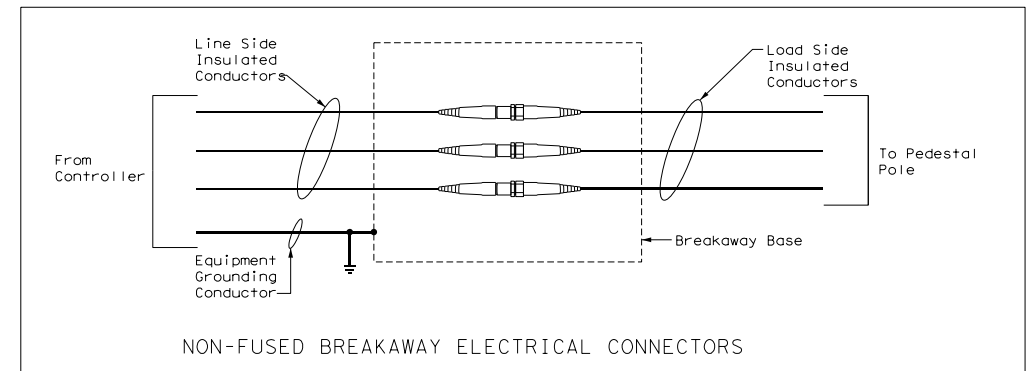 Line Side
Insulated
Conductors
Load Side
Insulated
Conductors
From
Controller
To Pedestal
Pole
Breakaway Base
Equipment
Grounding
Conductor
NON-FUSED BREAKAWAY ELECTRICAL CONNECTORS